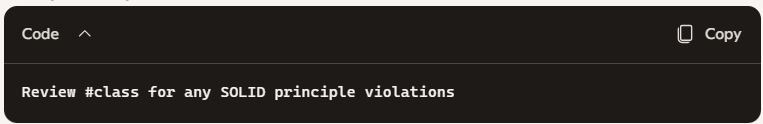 Code
Copy
Review #class for any SOLID principle violations